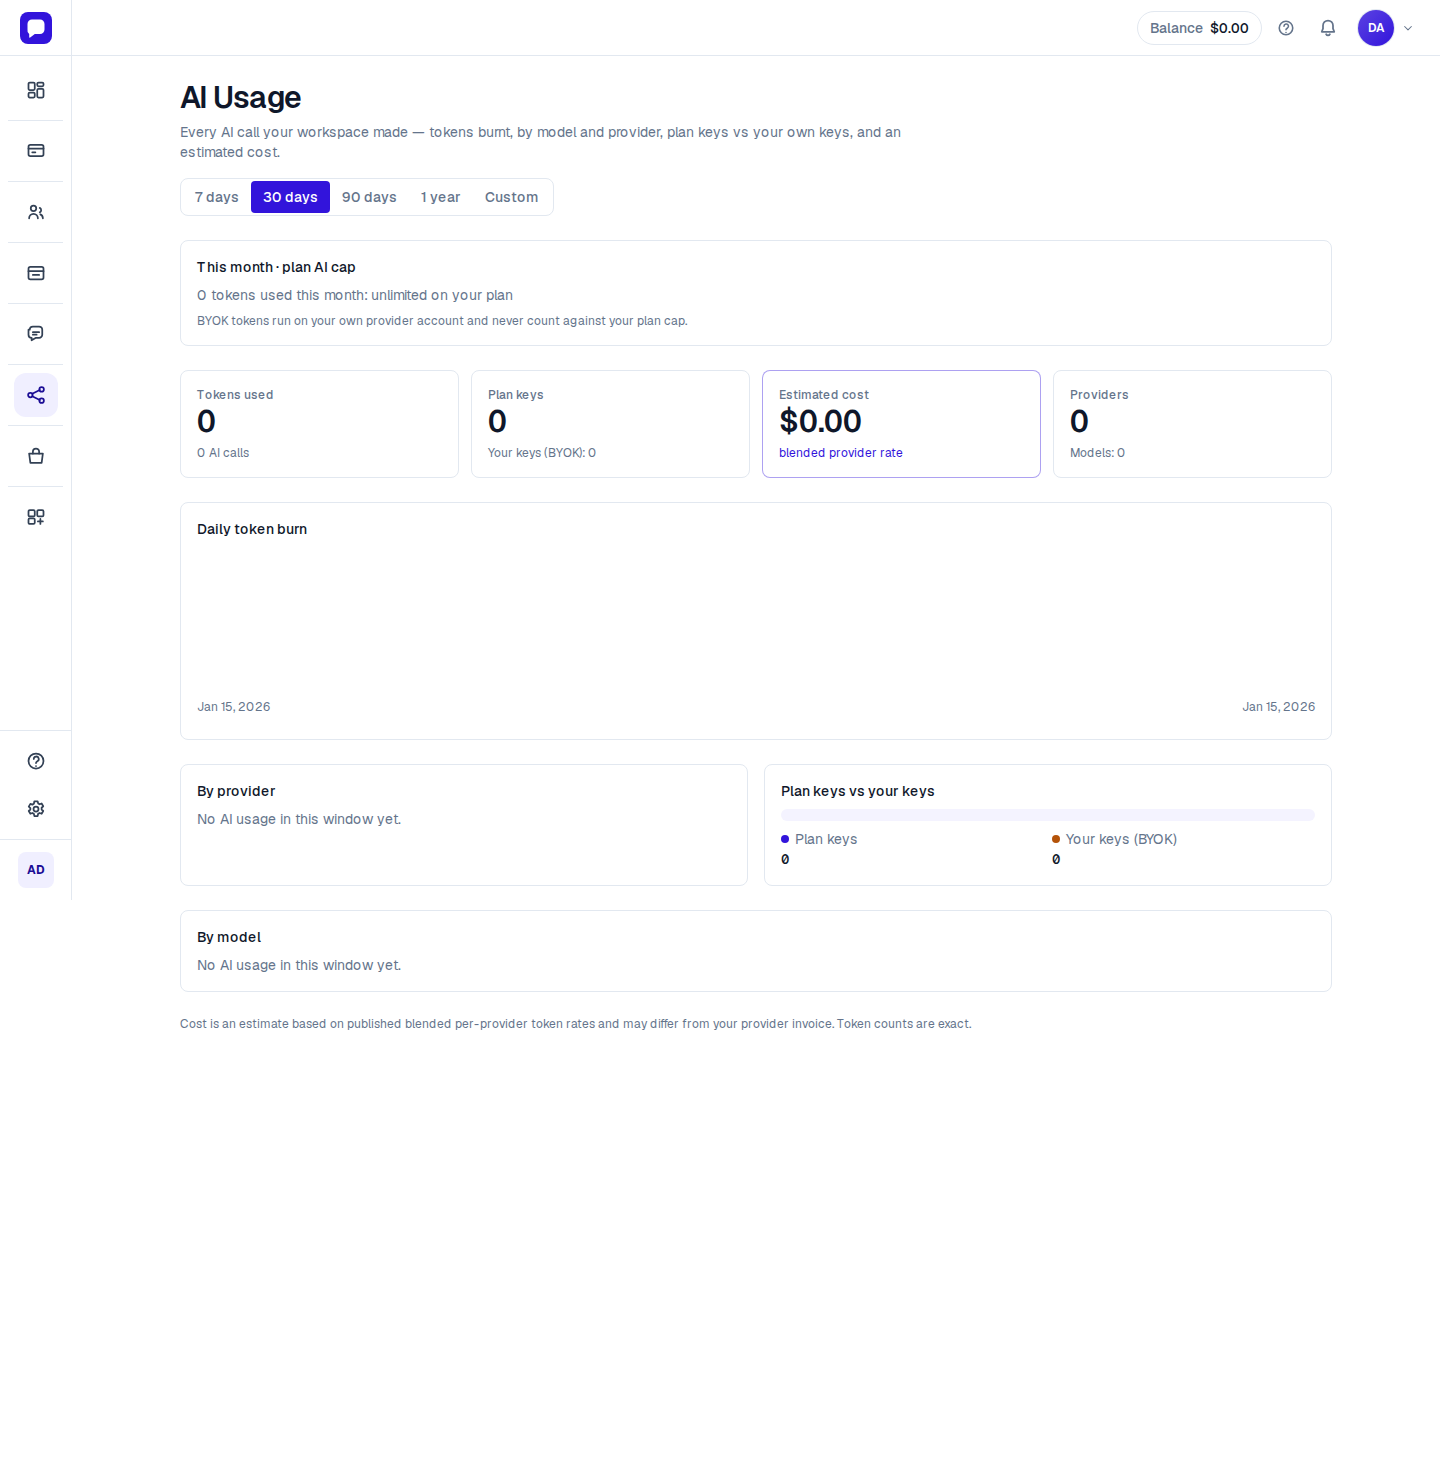 Balance $0.00
DA
AI Usage
Every AI call your workspace made — tokens burnt, by model and provider, plan keys vs your own keys, and an
estimated cost.
7 days
30 days
90 days
1 year
Custom
This month · plan AI cap
0 tokens used this month: unlimited on your plan
BYOK tokens run on your own provider account and never count against your plan cap.
Tokens used
0
0 AI calls
Plan keys
0
Your keys (BYOK): 0
Estimated cost
$0.00
blended provider rate
Providers
0
Models: 0
Daily token burn
Jan 15, 2026
Jan 15, 2026
By provider
No AI usage in this window yet.
Plan keys vs your keys
Plan keys
0
Your keys (BYOK)
0
AD
By model
No AI usage in this window yet.
Cost is an estimate based on published blended per-provider token rates and may differ from your provider invoice. Token counts are exact.